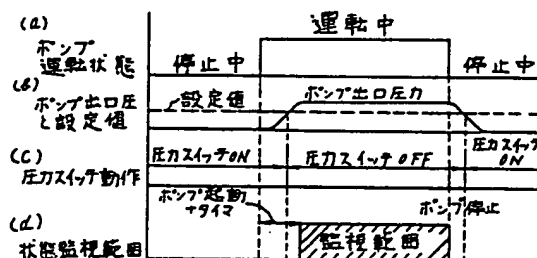 (a)
ポンプ
運転状態
運転中
停止中
停止中
(b)
ポンプ出口圧
と設定値
設定値
ポンプ出口圧力
(c)
圧力スイッチ動作
圧力スイッチON
圧力スイッチOFF
圧力スイッチ
ON
(d)
状態監視範囲
ポンプ起動
+タイマ
監視範囲
ポンプ停止